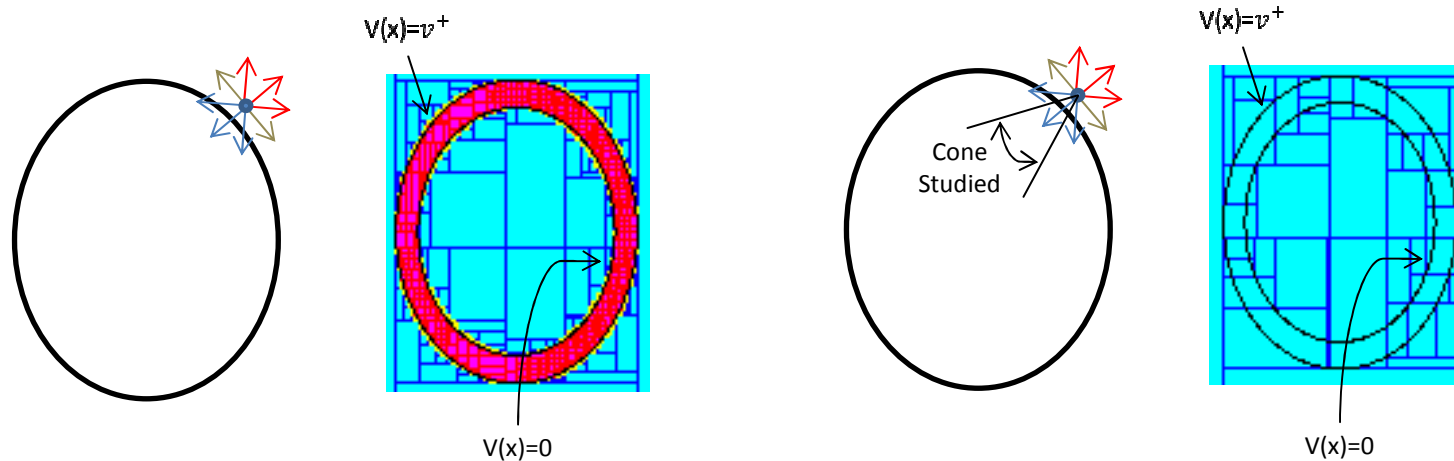 V(x)=𝑣⁺
V(x)=0
Cone
Studied
V(x)=𝑣⁺
V(x)=0